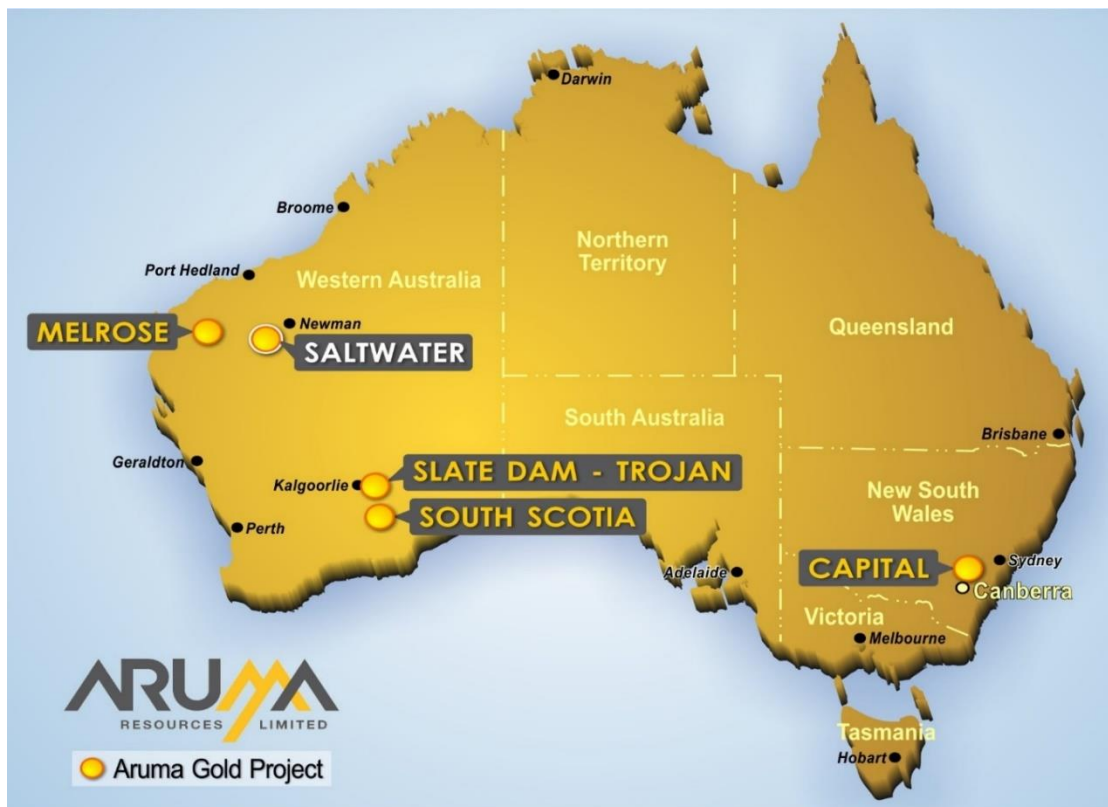 Darwin
Broome
Northern
Territory
Port Hedland
Western Australia
MELROSE
Newman
SALTWATER
Queensland
South Australia
Brisbane
Geraldton
Kalgoorlie
SLATE DAM - TROJAN
New South
Wales
SOUTH SCOTIA
Perth
Adelaide
CAPITAL
Sydney
Canberra
Victoria
Melbourne
ARUMA
RESOURCES LIMITED
Tasmania
Hobart
Aruma Gold Project